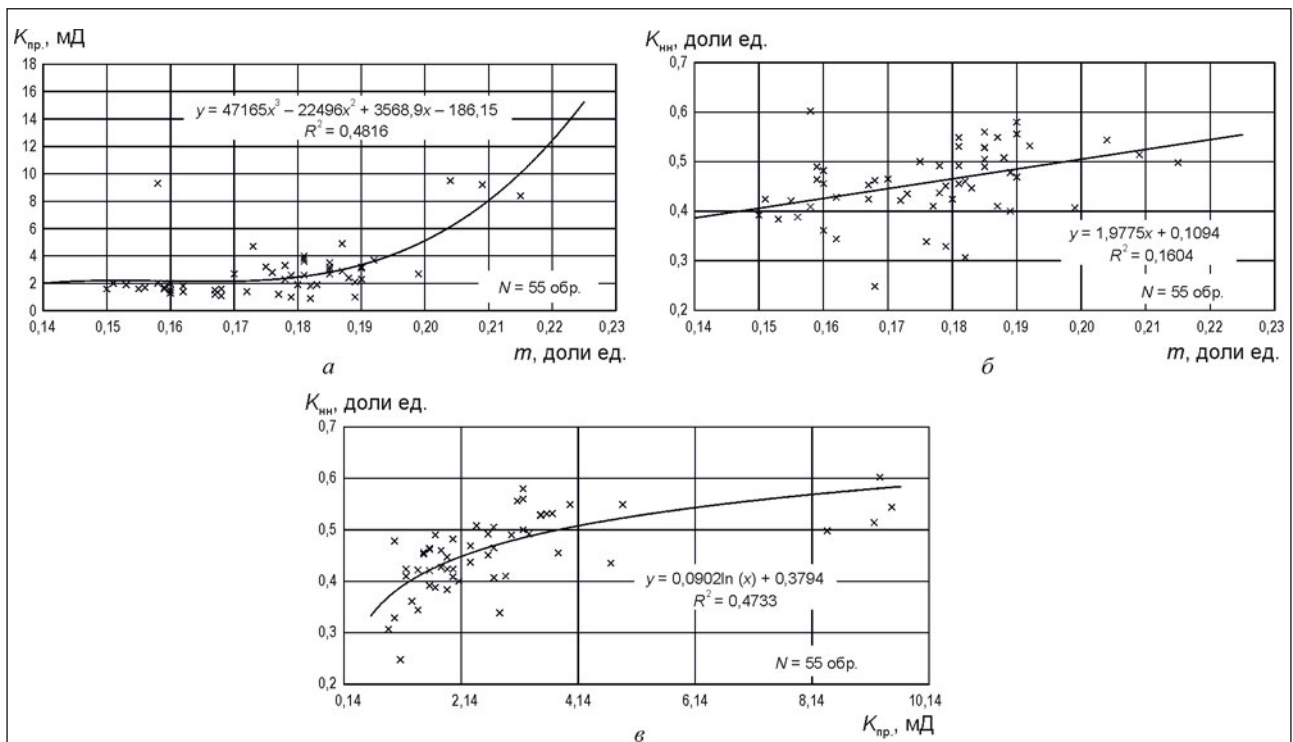 Kпр., мД
18
16
14
12
10
8
6
4
2
0
y = 47165x³ – 22496x² + 3568,9x – 186,15
R² = 0,4816
N = 55 обр.
0,14 0,15 0,16 0,17 0,18 0,19 0,20 0,21 0,22 0,23
m, доли ед.
а
Kнн, доли ед.
0,7
0,6
0,5
0,4
0,3
0,2
y = 1,9775x + 0,1094
R² = 0,1604
N = 55 обр.
0,14 0,15 0,16 0,17 0,18 0,19 0,20 0,21 0,22 0,23
m, доли ед.
б
Kнн, доли ед.
0,7
0,6
0,5
0,4
0,3
0,2
y = 0,0902ln (x) + 0,3794
R² = 0,4733
N = 55 обр.
0,14 2,14 4,14 6,14 8,14 10,14
Kпр., мД
в